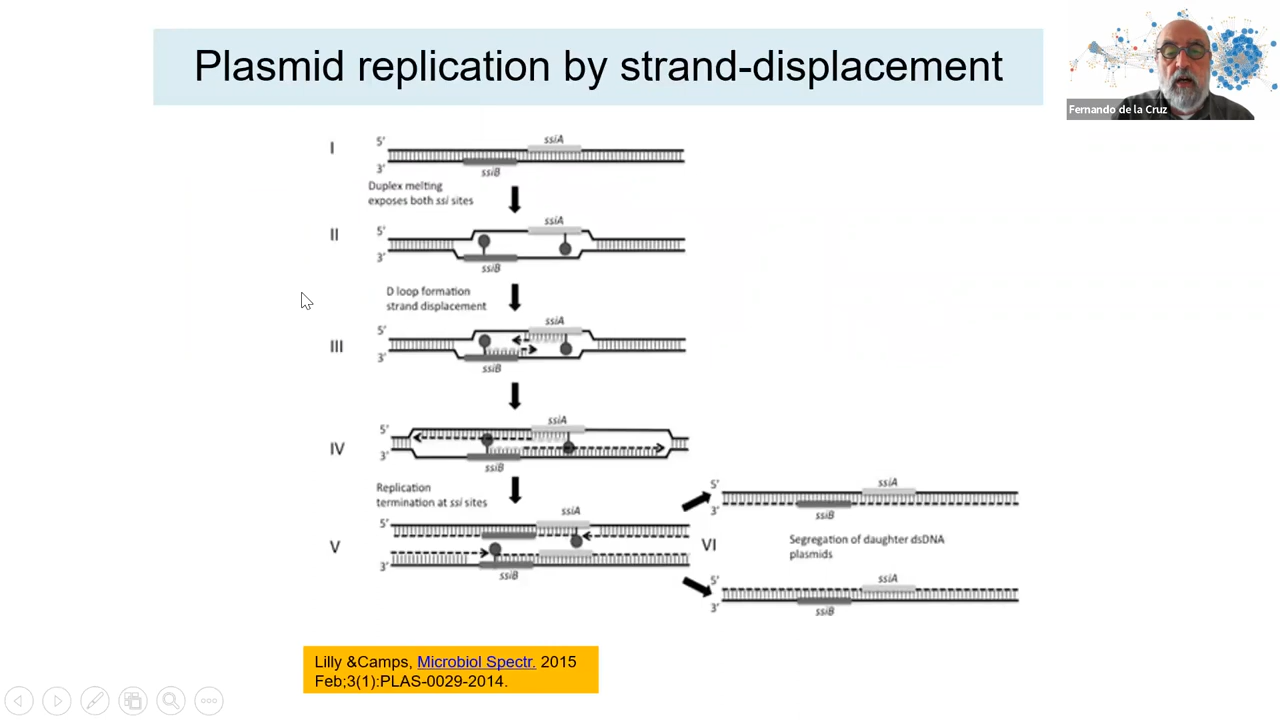 Plasmid replication by strand-displacement
Fernando de la Cruz
I
5’
3’
ssiA
ssiB
Duplex melting
exposes both ssi sites
II
5’
3’
ssiA
ssiB
D loop formation
strand displacement
III
5’
3’
ssiA
ssiB
IV
5’
3’
ssiA
ssiB
Replication
termination at ssi sites
V
5’
3’
ssiA
ssiB
VI
5’
3’
ssiA
ssiB
Segregation of daughter dsDNA
plasmids
5’
3’
ssiA
ssiB
Lilly &Camps, Microbiol Spectr. 2015
Feb;3(1):PLAS-0029-2014.